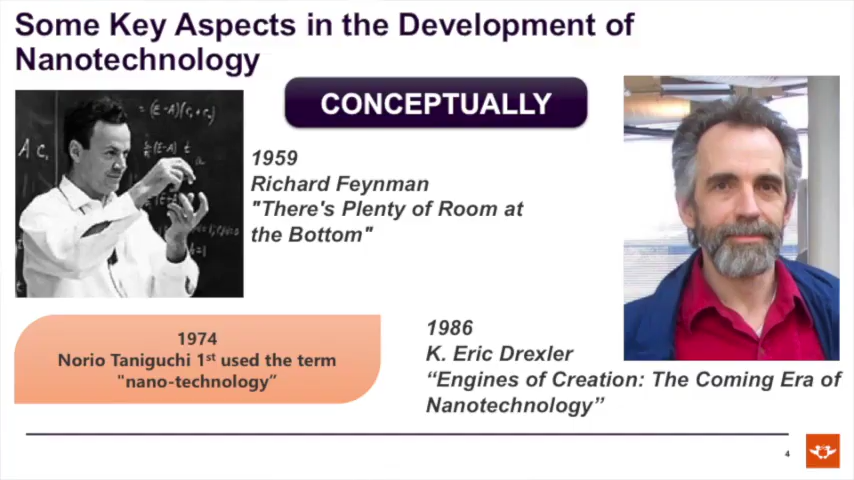 Some Key Aspects in the Development of
Nanotechnology
CONCEPTUALLY
1959
Richard Feynman
"There's Plenty of Room at
the Bottom"
1974
Norio Taniguchi 1st used the term
"nano-technology”
1986
K. Eric Drexler
“Engines of Creation: The Coming Era of
Nanotechnology”
4